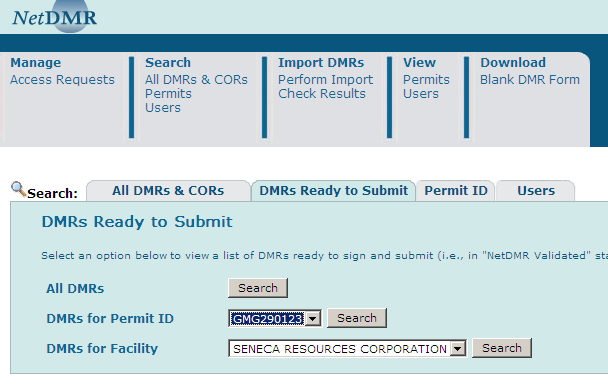 NetDMR
Manage
Access Requests
Search
All DMRs & CORs
Permits
Users
Import DMRs
Perform Import
Check Results
View
Permits
Users
Download
Blank DMR Form
Search: All DMRs & CORs DMRs Ready to Submit Permit ID Users
DMRs Ready to Submit
Select an option below to view a list of DMRs ready to sign and submit (i.e., in "NetDMR Validated" sta
All DMRs Search
DMRs for Permit ID GMG290123 Search
DMRs for Facility SENECA RESOURCES CORPORATION Search